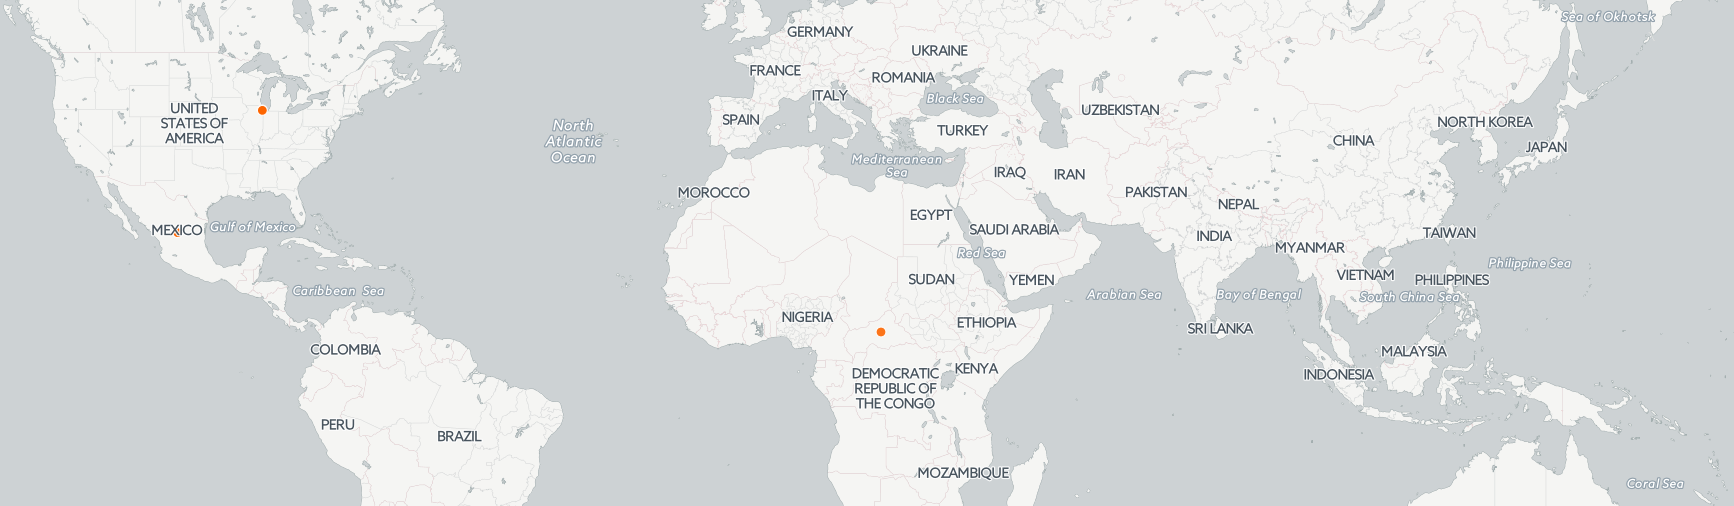 Sea of Okhotsk
GERMANY
UKRAINE
FRANCE
ROMANIA
ITALY
Black Sea
UNITED
STATES OF
AMERICA
UZBEKISTAN
SPAIN
North
Atlantic
Ocean
TURKEY
NORTH KOREA
CHINA
JAPAN
Mediterranean
Sea
IRAQ
IRAN
MOROCCO
PAKISTAN
NEPAL
EGYPT
MEXICO
Gulf of Mexico
SAUDI ARABIA
INDIA
TAIWAN
MYANMAR
Red Sea
Philippine Sea
SUDAN
YEMEN
VIETNAM
PHILIPPINES
Caribbean Sea
Arabian Sea
Bay of Bengal
South China Sea
NIGERIA
ETHIOPIA
SRI LANKA
COLOMBIA
MALAYSIA
DEMOCRATIC
REPUBLIC OF
THE CONGO
KENYA
INDONESIA
PERU
BRAZIL
MOZAMBIQUE
Coral Sea